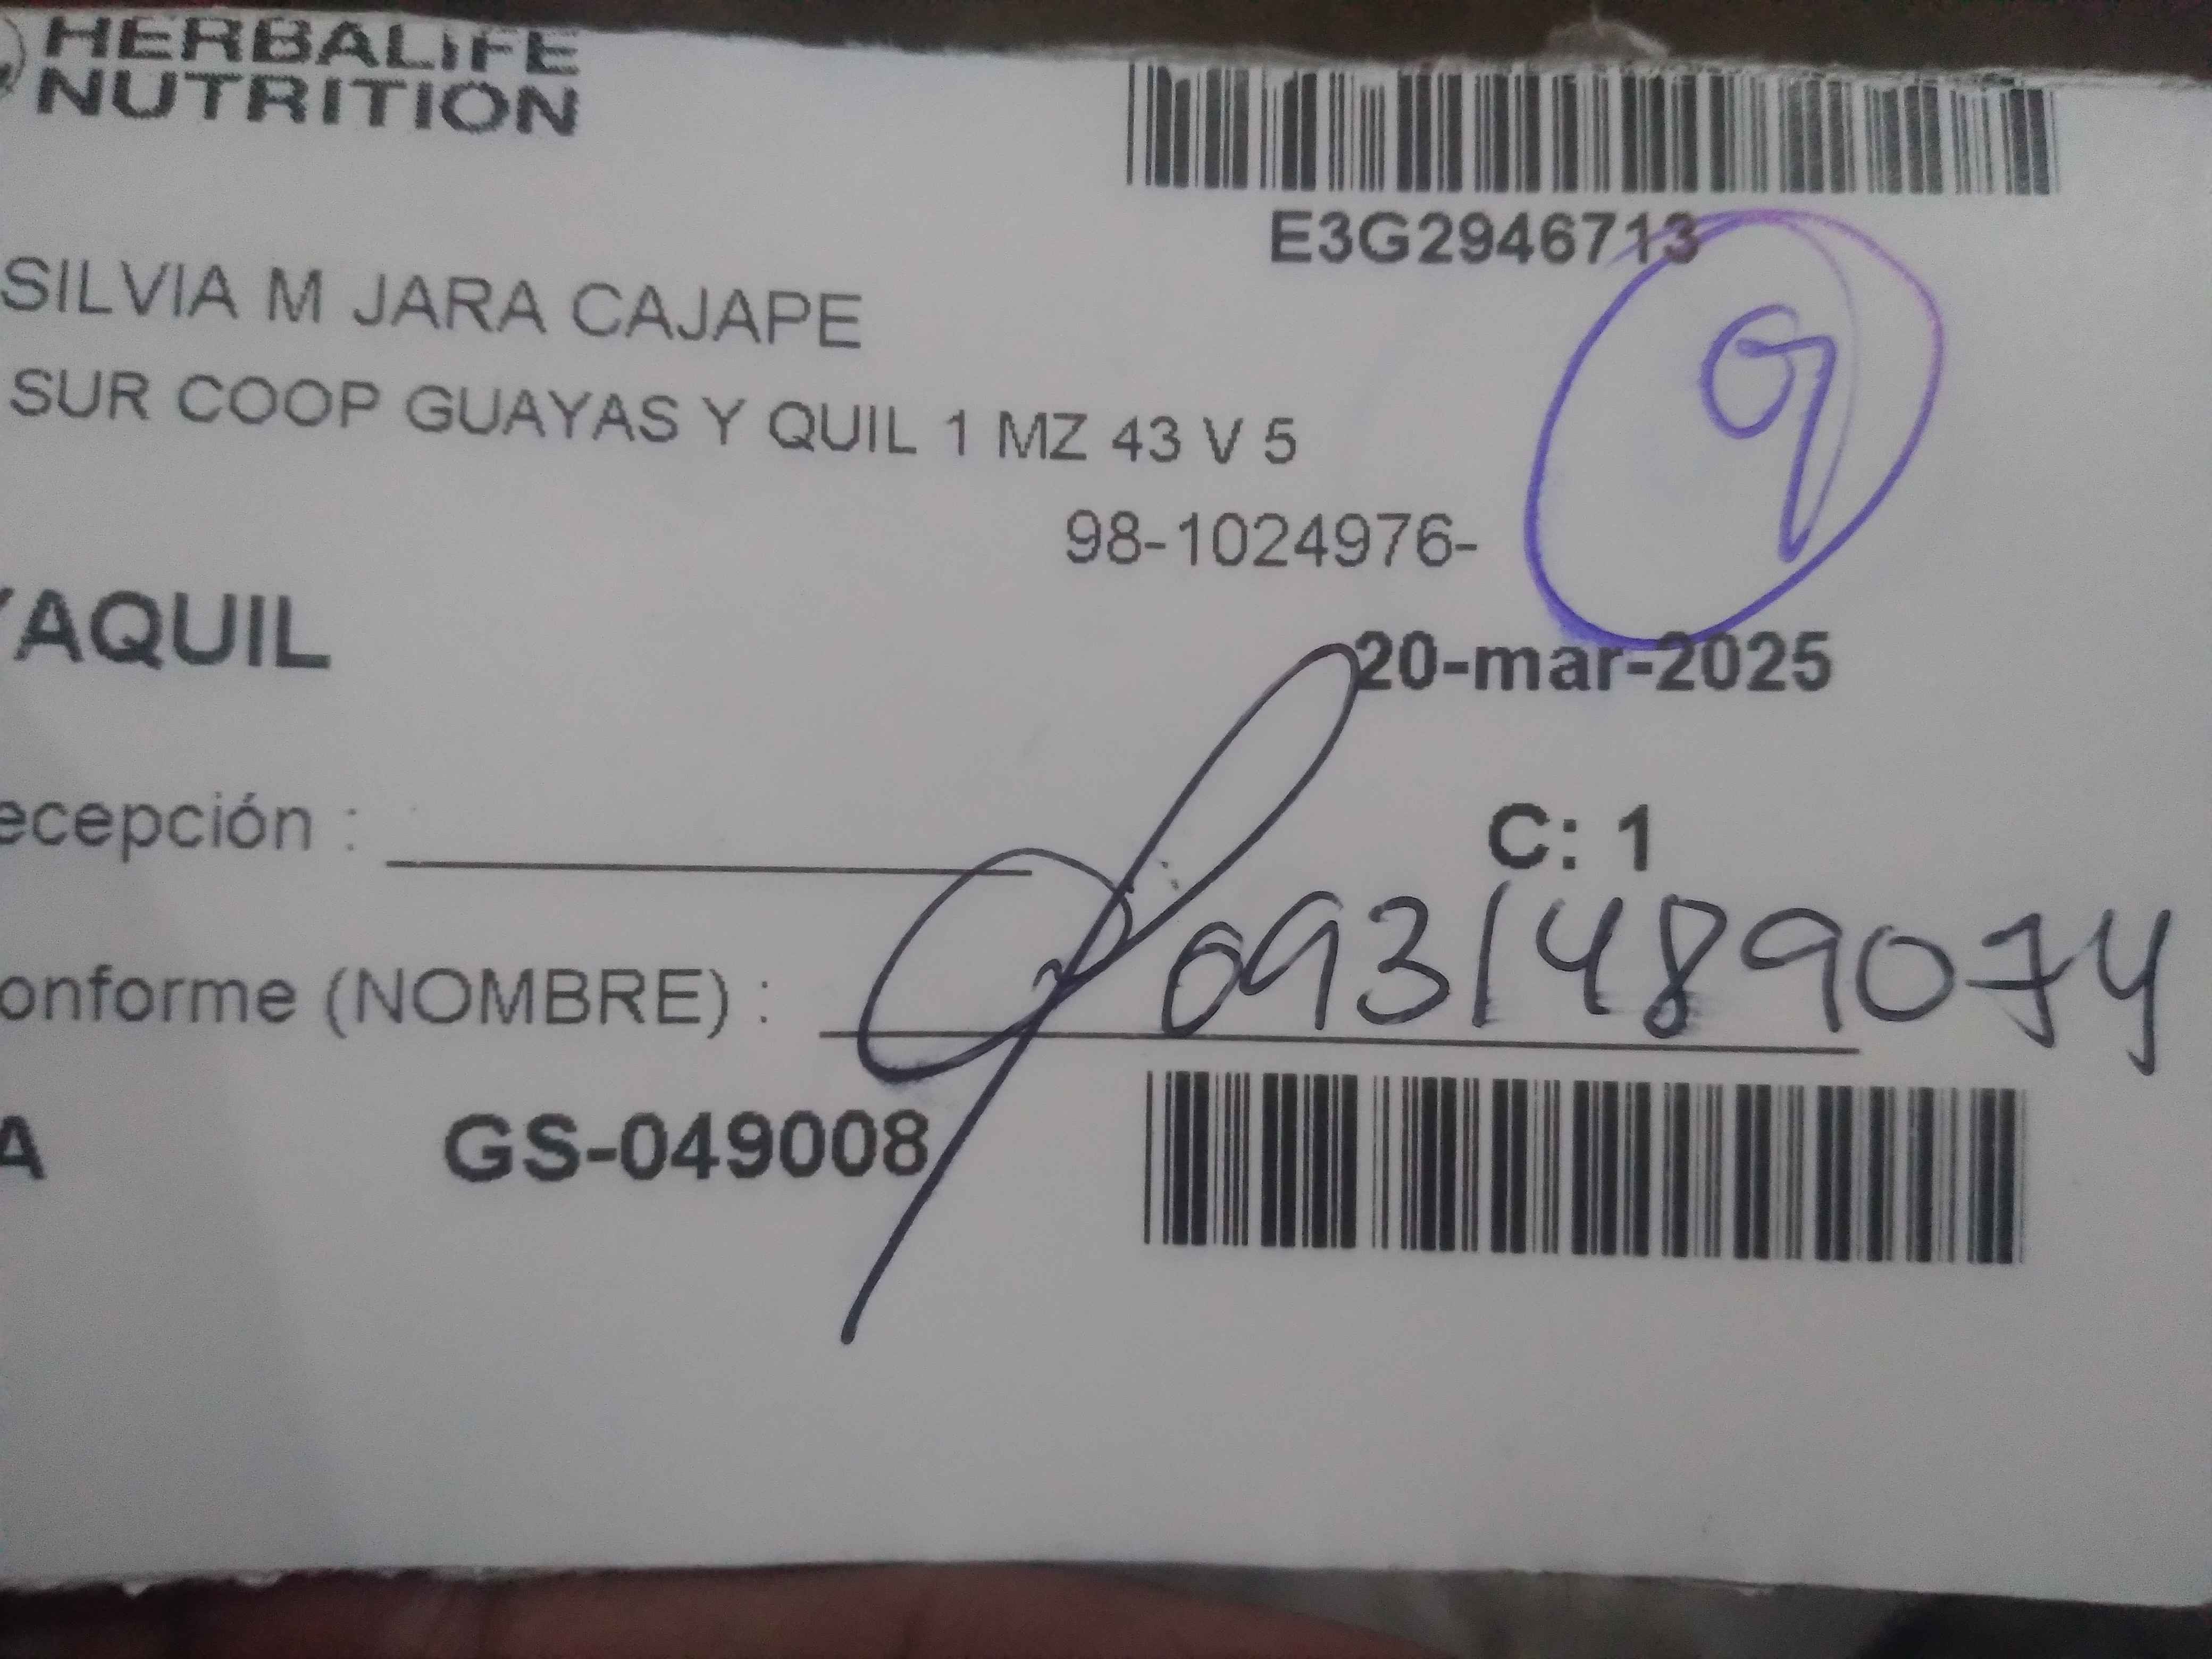 HERBALIFE
NUTRITION
E3G2946713
9
SILVIA M JARA CAJAPE
SUR COOP GUAYAS Y QUIL 1 MZ 43 V 5
98-1024976-
YAQUIL
20-mar-2025
ecepción :
C: 1
onforme (NOMBRE) : 0931489074
A GS-049008